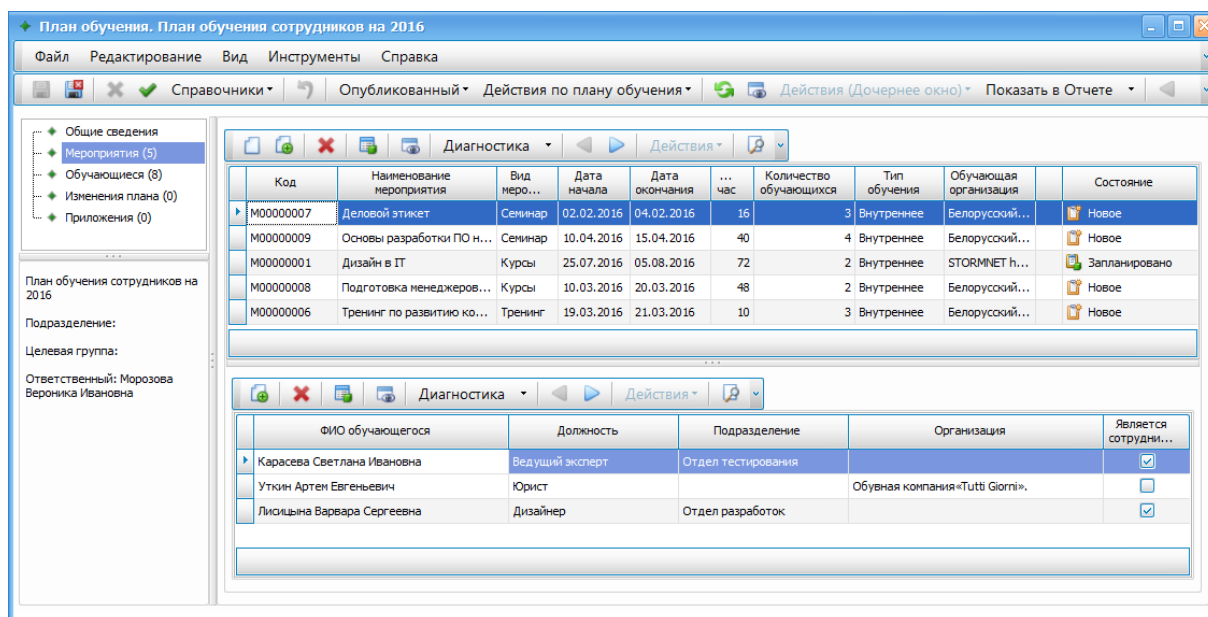 План обучения. План обучения сотрудников на 2016
Файл Редактирование Вид Инструменты Справка
Справочники Опубликованный Действия по плану обучения Действия (Дочернее окно) Показать в Отчете
Общие сведения
Мероприятия (5)
Обучающиеся (8)
Изменения плана (0)
Приложения (0)
План обучения сотрудников на
2016
Подразделение:
Целевая группа:
Ответственный: Морозова
Вероника Ивановна
Диагностика Действия
Код Наименование мероприятия Вид меро... Дата начала Дата окончания ... час Количество обучающихся Тип обучения Обучающая организация Состояние
М00000007 Деловой этикет Семинар 02.02.2016 04.02.2016 16 3 Внутреннее Белорусский... Новое
М00000009 Основы разработки ПО н... Семинар 10.04.2016 15.04.2016 40 4 Внутреннее Белорусский... Новое
М00000001 Дизайн в IT Курсы 25.07.2016 05.08.2016 72 2 Внутреннее STORMNET h... Запланировано
М00000008 Подготовка менеджеров... Курсы 10.03.2016 20.03.2016 48 2 Внутреннее Белорусский... Новое
М00000006 Тренинг по развитию ко... Тренинг 19.03.2016 21.03.2016 10 3 Внутреннее Белорусский... Новое
Диагностика Действия
ФИО обучающегося Должность Подразделение Организация Является сотрудни...
Карасева Светлана Ивановна Ведущий эксперт Отдел тестирования
Уткин Артем Евгеньевич Юрист Обувная компания«Tutti Giorni».
Лисицына Варвара Сергеевна Дизайнер Отдел разработок